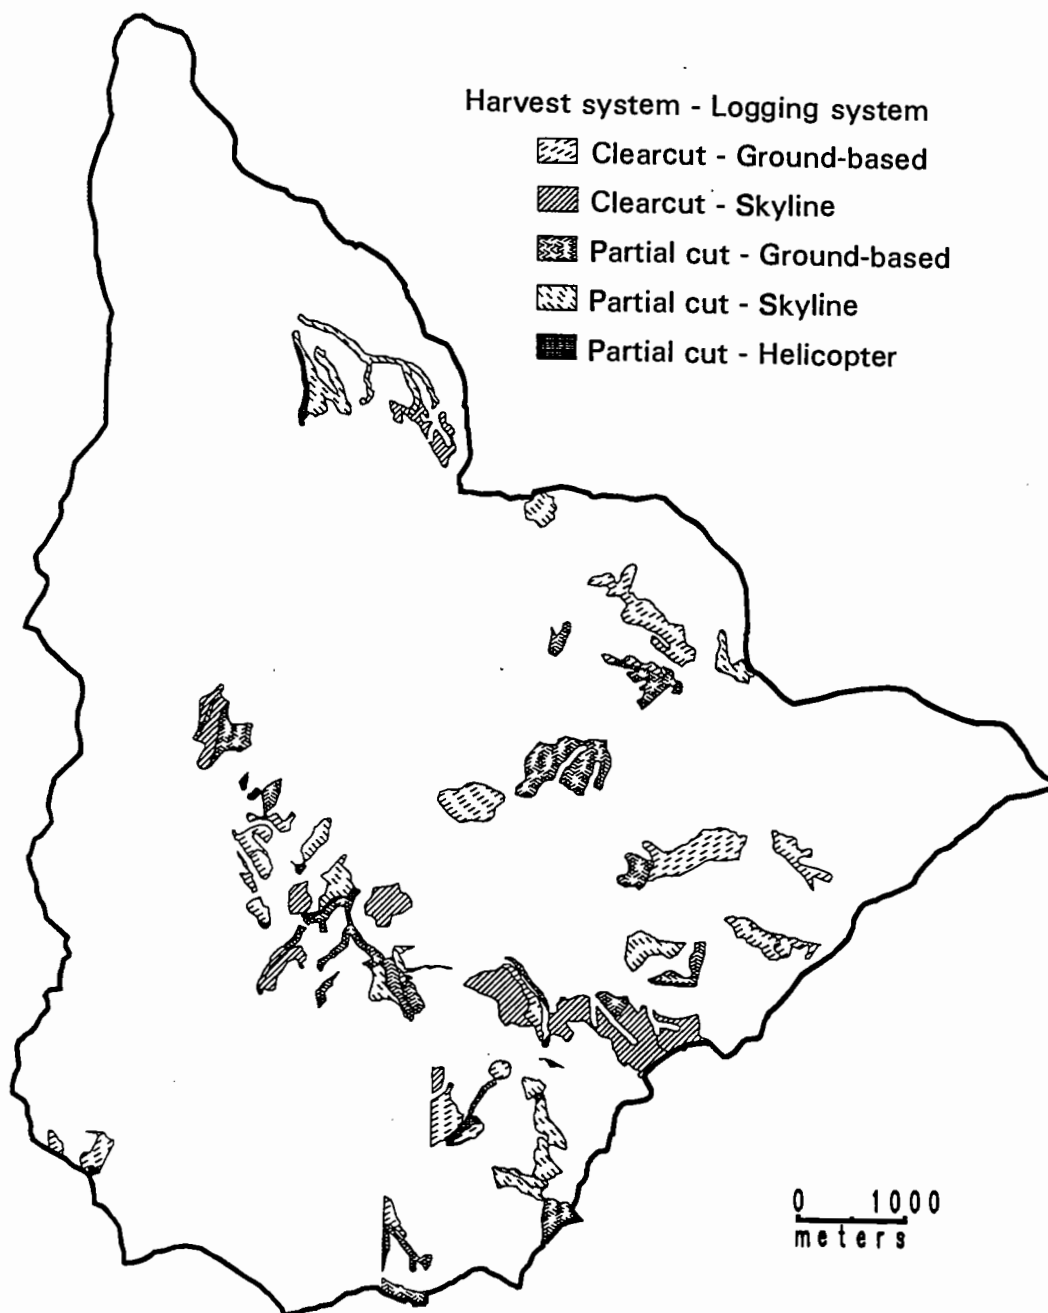 Harvest system - Logging system
Clearcut - Ground-based
Clearcut - Skyline
Partial cut - Ground-based
Partial cut - Skyline
Partial cut - Helicopter
0 1000
meters